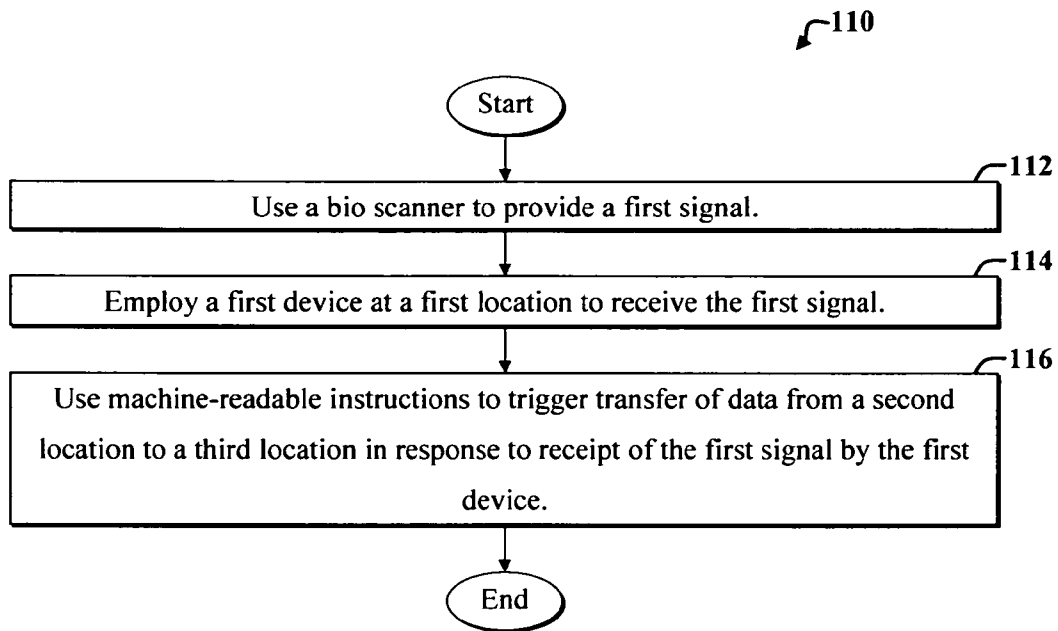 110
Start
112
Use a bio scanner to provide a first signal.
114
Employ a first device at a first location to receive the first signal.
116
Use machine-readable instructions to trigger transfer of data from a second
location to a third location in response to receipt of the first signal by the first
device.
End